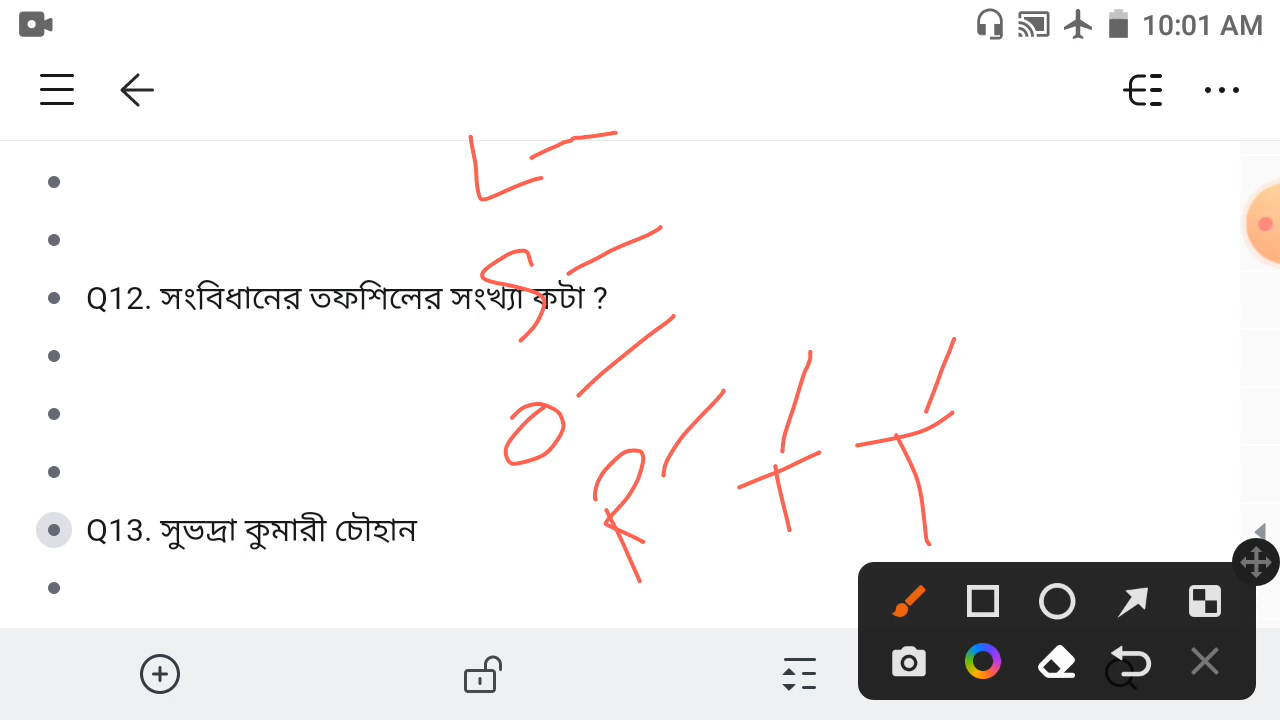 10:01 AM
L
S
Q12. সংবিধানের তফশিলের সংখ্যা কটা ?
O
R T T
Q13. সুভদ্রা কুমারী চৌহান